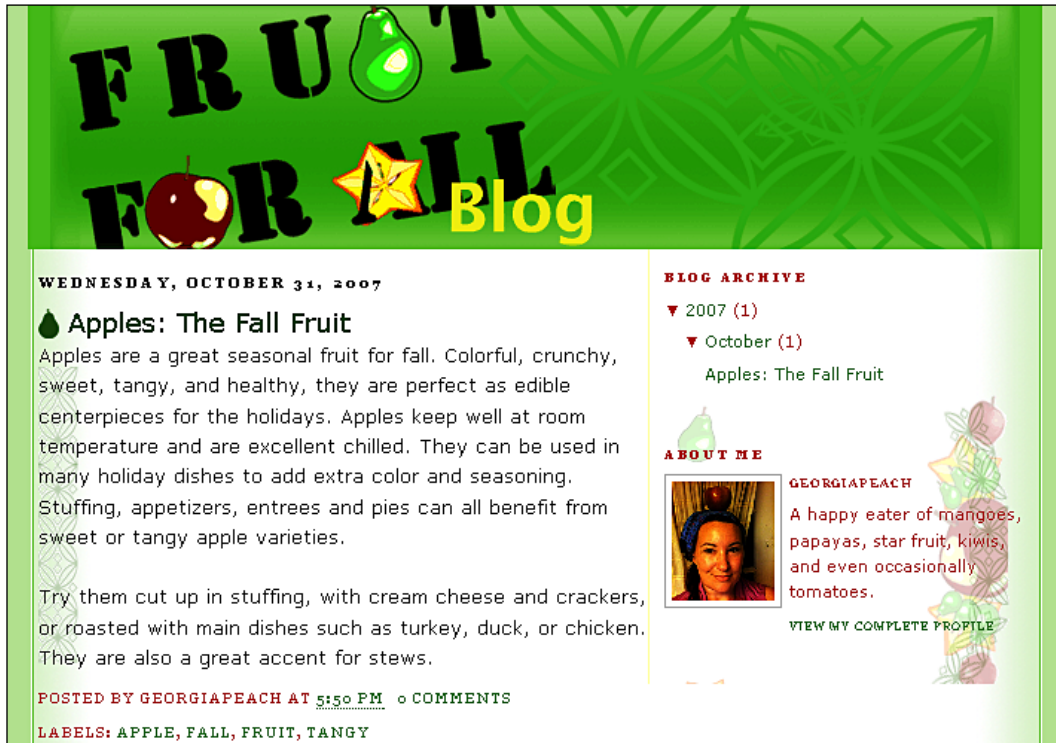 FRUIT
FOR ALL
Blog
WEDNESDAY, OCTOBER 31, 2007
Apples: The Fall Fruit
Apples are a great seasonal fruit for fall. Colorful, crunchy,
sweet, tangy, and healthy, they are perfect as edible
centerpieces for the holidays. Apples keep well at room
temperature and are excellent chilled. They can be used in
many holiday dishes to add extra color and seasoning.
Stuffing, appetizers, entrees and pies can all benefit from
sweet or tangy apple varieties.
Try them cut up in stuffing, with cream cheese and crackers,
or roasted with main dishes such as turkey, duck, or chicken.
They are also a great accent for stews.
POSTED BY GEORGIAPEACH AT 5:50 PM 0 COMMENTS
LABELS: APPLE, FALL, FRUIT, TANGY
BLOG ARCHIVE
▼ 2007 (1)
▼ October (1)
Apples: The Fall Fruit
ABOUT ME
GEORGIAPEACH
A happy eater of mangoes,
papayas, star fruit, kiwis,
and even occasionally
tomatoes.
VIEW MY COMPLETE PROFILE